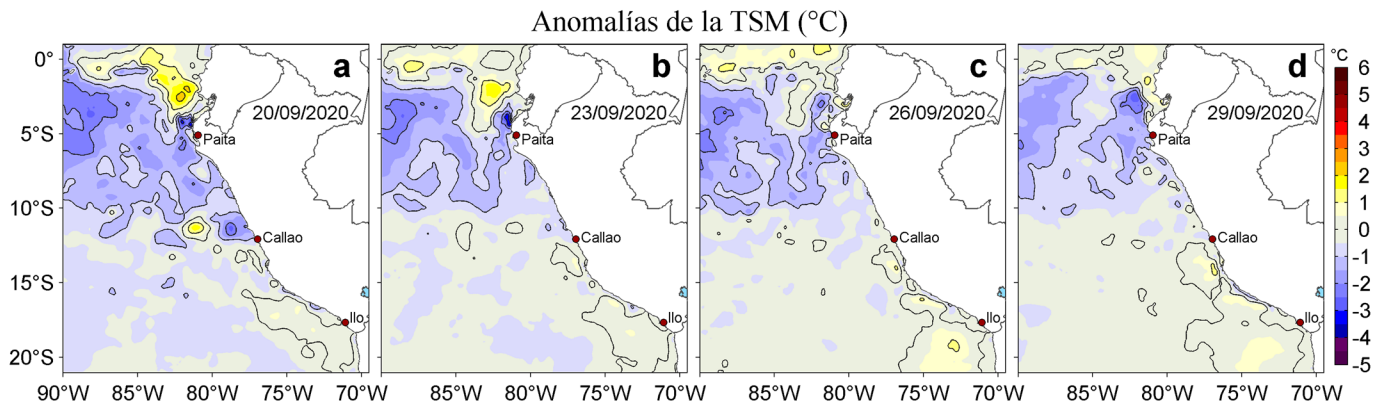 Anomalías de la TSM (°C)
a
b
c
d
20/09/2020
23/09/2020
26/09/2020
29/09/2020
Paita
Paita
Paita
Paita
Callao
Callao
Callao
Callao
Ilo
Ilo
Ilo
Ilo
0°
5°S
10°S
15°S
20°S
90°W 85°W 80°W 75°W 70°W
85°W 80°W 75°W 70°W
85°W 80°W 75°W 70°W
85°W 80°W 75°W 70°W
°C
6
5
4
3
2
1
0
-1
-2
-3
-4
-5